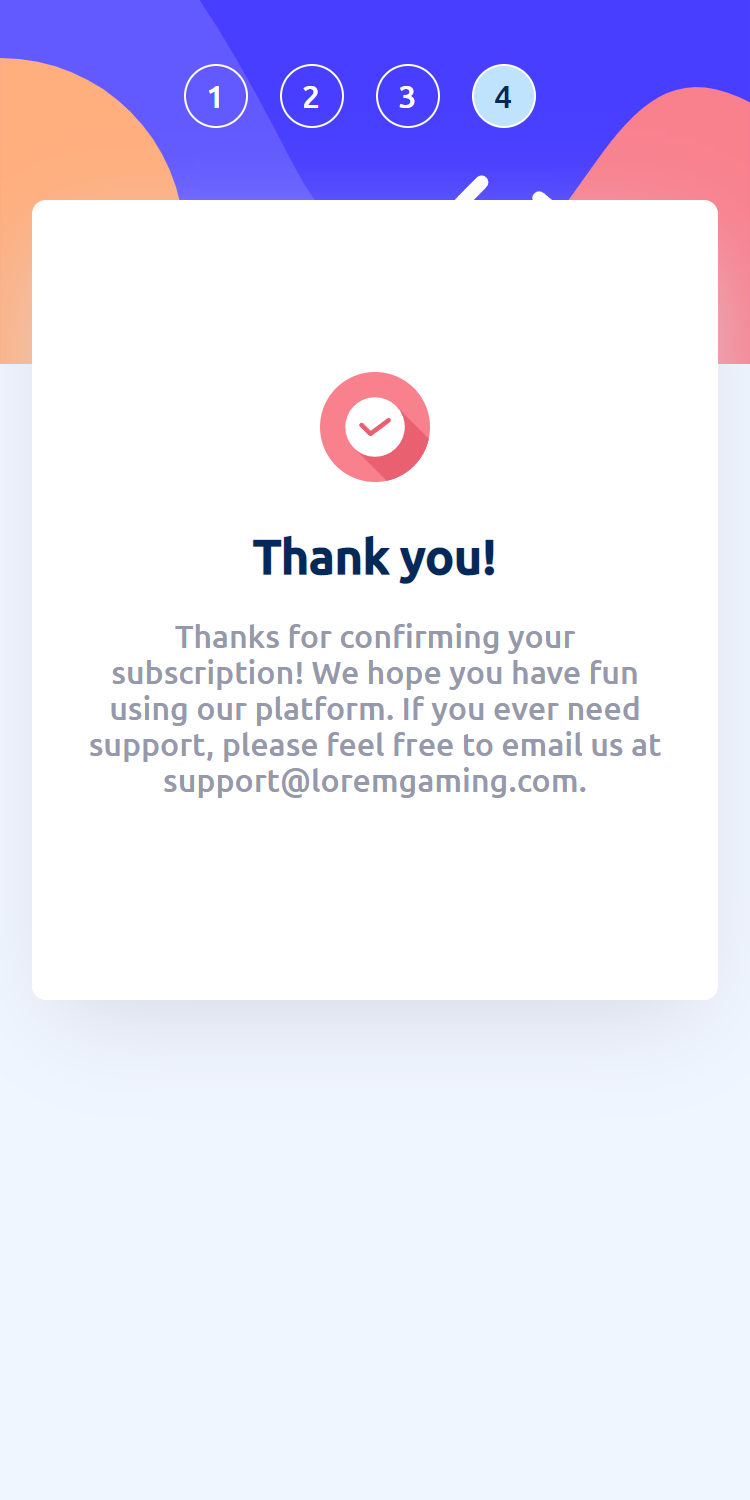 1 2 3 4
Thank you!
Thanks for confirming your
subscription! We hope you have fun
using our platform. If you ever need
support, please feel free to email us at
support@loremgaming.com.